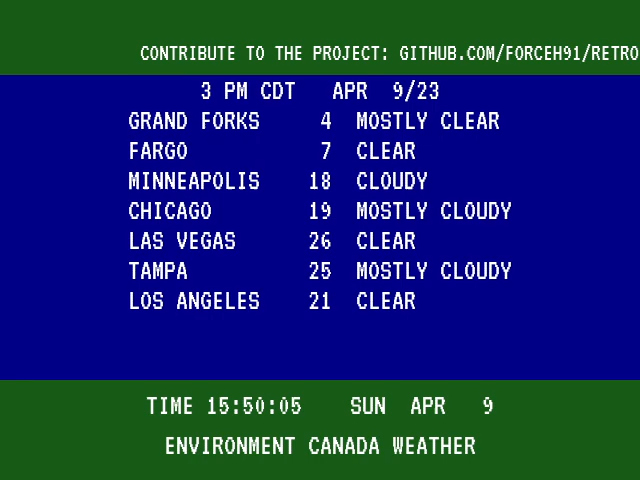 CONTRIBUTE TO THE PROJECT: GITHUB.COM/FORCEH91/RETRO
3 PM CDT APR 9/23
GRAND FORKS 4 MOSTLY CLEAR
FARGO 7 CLEAR
MINNEAPOLIS 18 CLOUDY
CHICAGO 19 MOSTLY CLOUDY
LAS VEGAS 26 CLEAR
TAMPA 25 MOSTLY CLOUDY
LOS ANGELES 21 CLEAR
TIME 15:50:05 SUN APR 9
ENVIRONMENT CANADA WEATHER